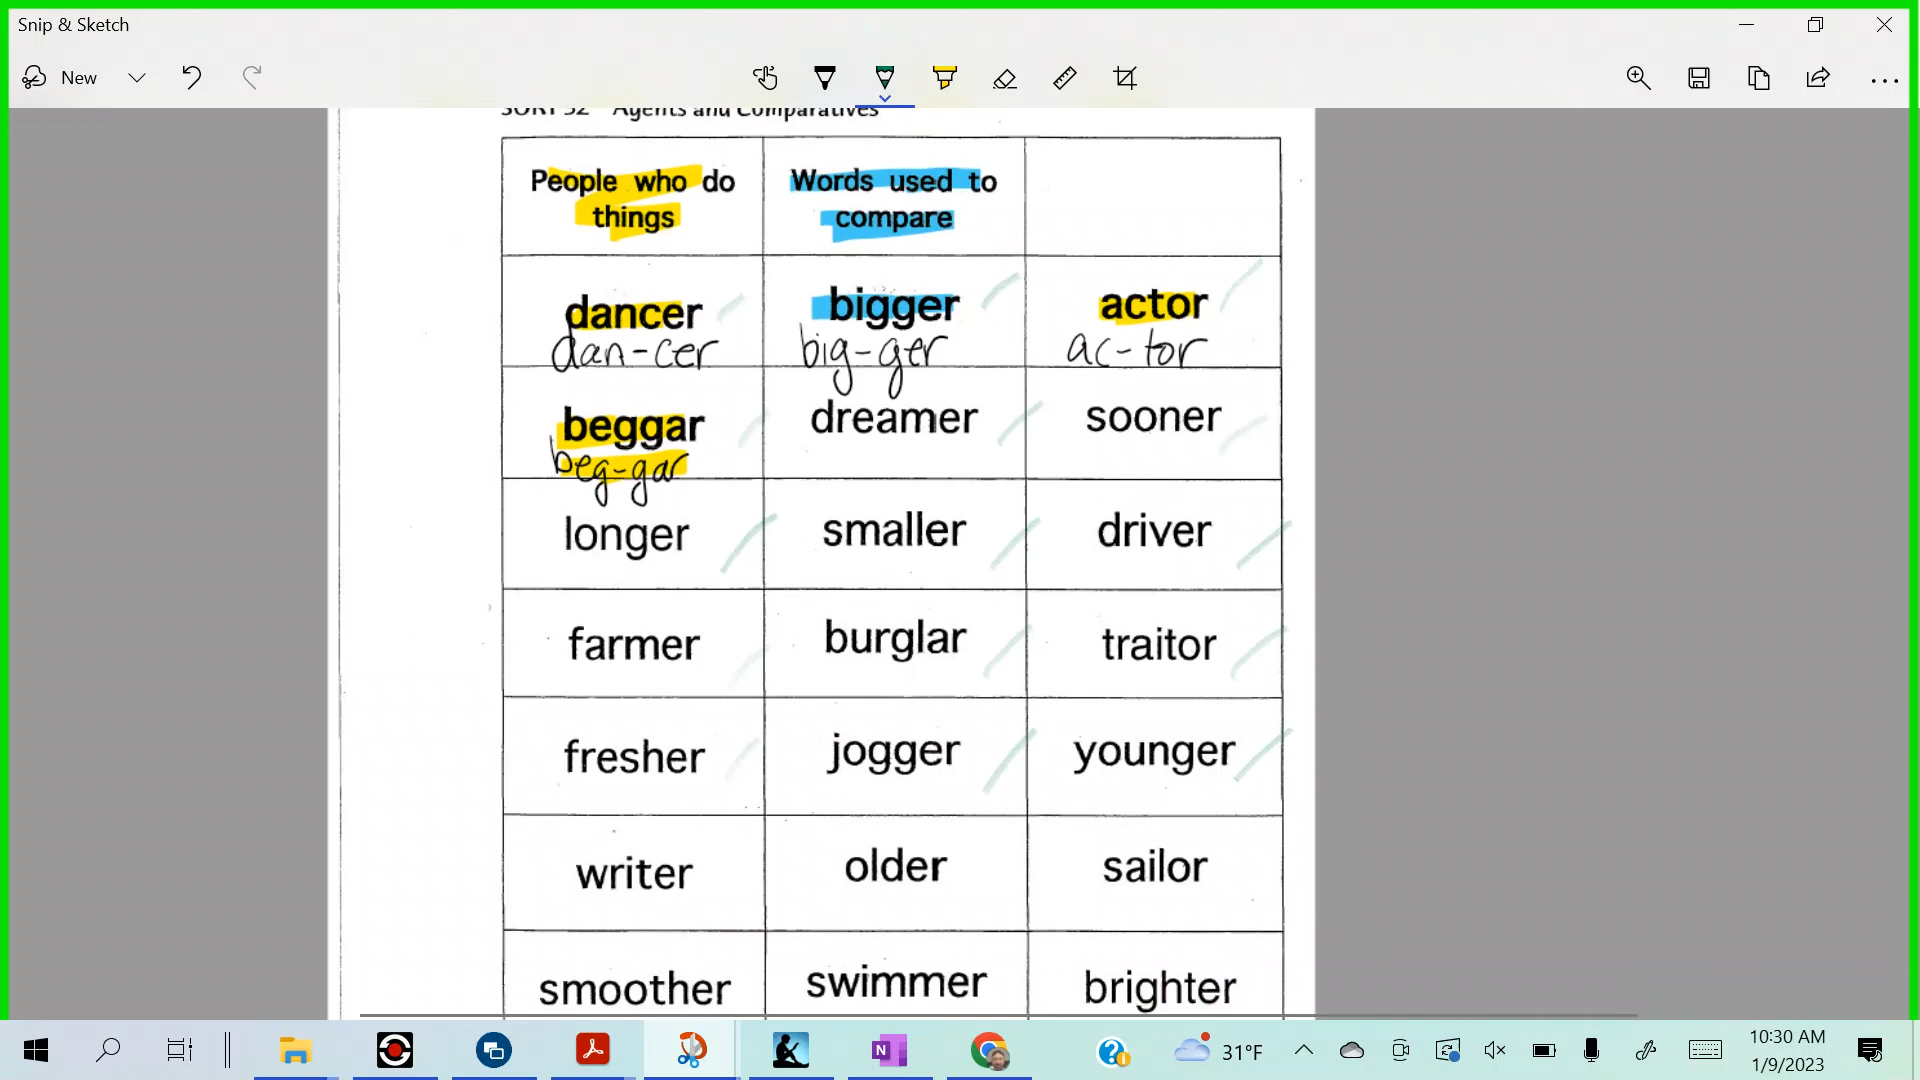 Snip & Sketch
New
SORT 52 Agents and Comparatives
People who do things
Words used to compare
dancer
dan-cer
bigger
big-ger
actor
ac-tor
beggar
beg-gar
dreamer
sooner
longer
smaller
driver
farmer
burglar
traitor
fresher
jogger
younger
writer
older
sailor
smoother
swimmer
brighter
31°F
10:30 AM
1/9/2023